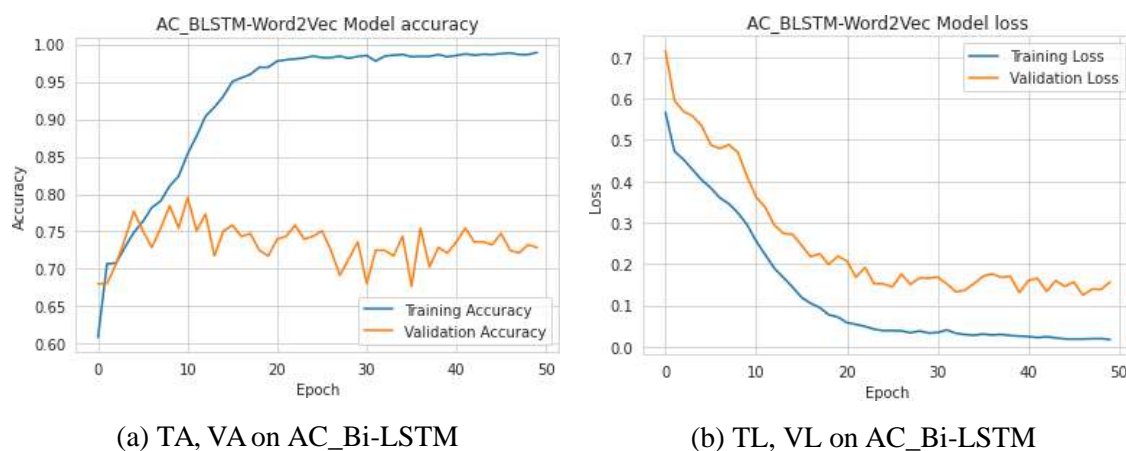 AC_BLSTM-Word2Vec Model accuracy
1.00
0.95
0.90
0.85
0.80
0.75
0.70
0.65
0.60
Accuracy
Training Accuracy
Validation Accuracy
0 10 20 30 40 50
Epoch
(a) TA, VA on AC_Bi-LSTM
AC_BLSTM-Word2Vec Model loss
0.7
0.6
0.5
0.4
0.3
0.2
0.1
0.0
Loss
Training Loss
Validation Loss
0 10 20 30 40 50
Epoch
(b) TL, VL on AC_Bi-LSTM